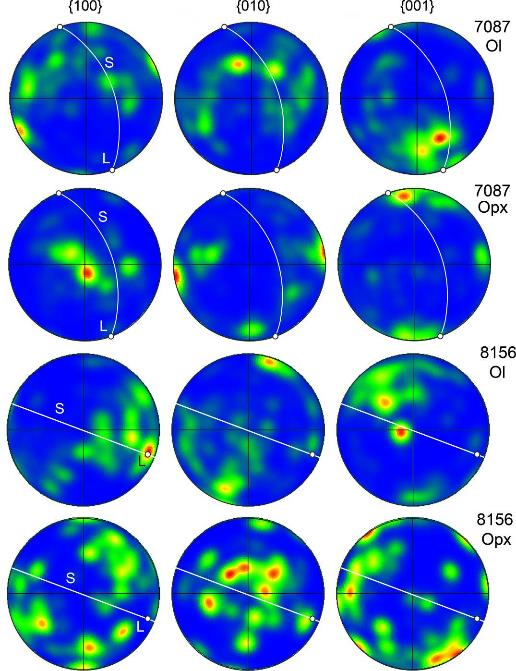 {100} {010} {001}
7087
Ol
S
L
7087
Opx
S
L
8156
Ol
S
L
8156
Opx
S
L